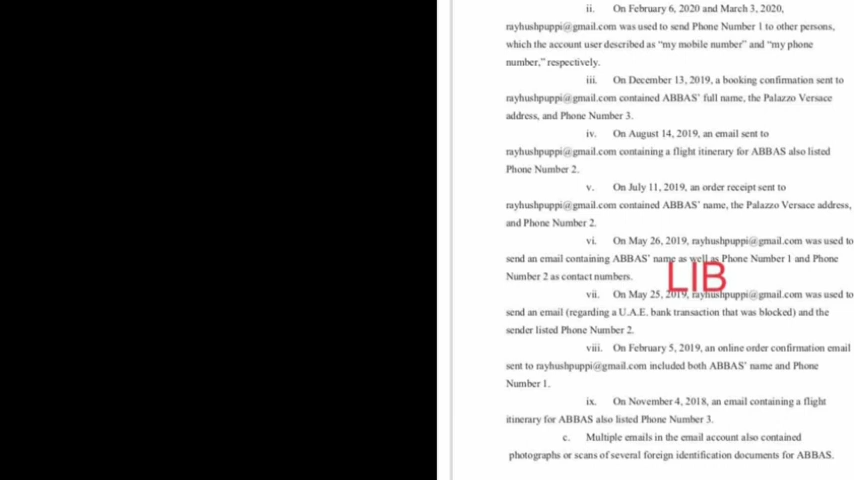 ii. On February 6, 2020 and March 3, 2020,
rayhushpuppi@gmail.com was used to send Phone Number 1 to other persons,
which the account user described as “my mobile number” and “my phone
number,” respectively.
iii. On December 13, 2019, a booking confirmation sent to
rayhushpuppi@gmail.com contained ABBAS’ full name, the Palazzo Versace
address, and Phone Number 3.
iv. On August 14, 2019, an email sent to
rayhushpuppi@gmail.com containing a flight itinerary for ABBAS also listed
Phone Number 2.
v. On July 11, 2019, an order receipt sent to
rayhushpuppi@gmail.com contained ABBAS’ name, the Palazzo Versace address,
and Phone Number 2.
vi. On May 26, 2019, rayhushpuppi@gmail.com was used to
send an email containing ABBAS’ name as well as Phone Number 1 and Phone
Number 2 as contact numbers.
LIB
vii. On May 25, 2019, rayhushpuppi@gmail.com was used to
send an email (regarding a U.A.E. bank transaction that was blocked) and the
sender listed Phone Number 2.
viii. On February 5, 2019, an online order confirmation email
sent to rayhushpuppi@gmail.com included both ABBAS’ name and Phone
Number 1.
ix. On November 4, 2018, an email containing a flight
itinerary for ABBAS also listed Phone Number 3.
c. Multiple emails in the email account also contained
photographs or scans of several foreign identification documents for ABBAS.